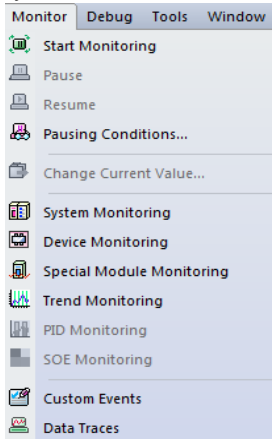 Monitor Debug Tools Window
Start Monitoring
Pause
Resume
Pausing Conditions...
Change Current Value...
System Monitoring
Device Monitoring
Special Module Monitoring
Trend Monitoring
PID Monitoring
SOE Monitoring
Custom Events
Data Traces